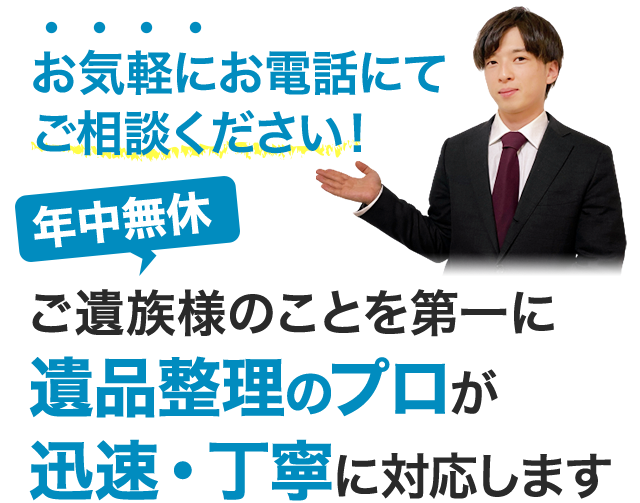 お気軽にお電話にて
ご相談ください!
年中無休
ご遺族様のことを第一に
遺品整理のプロが
迅速・丁寧に対応します